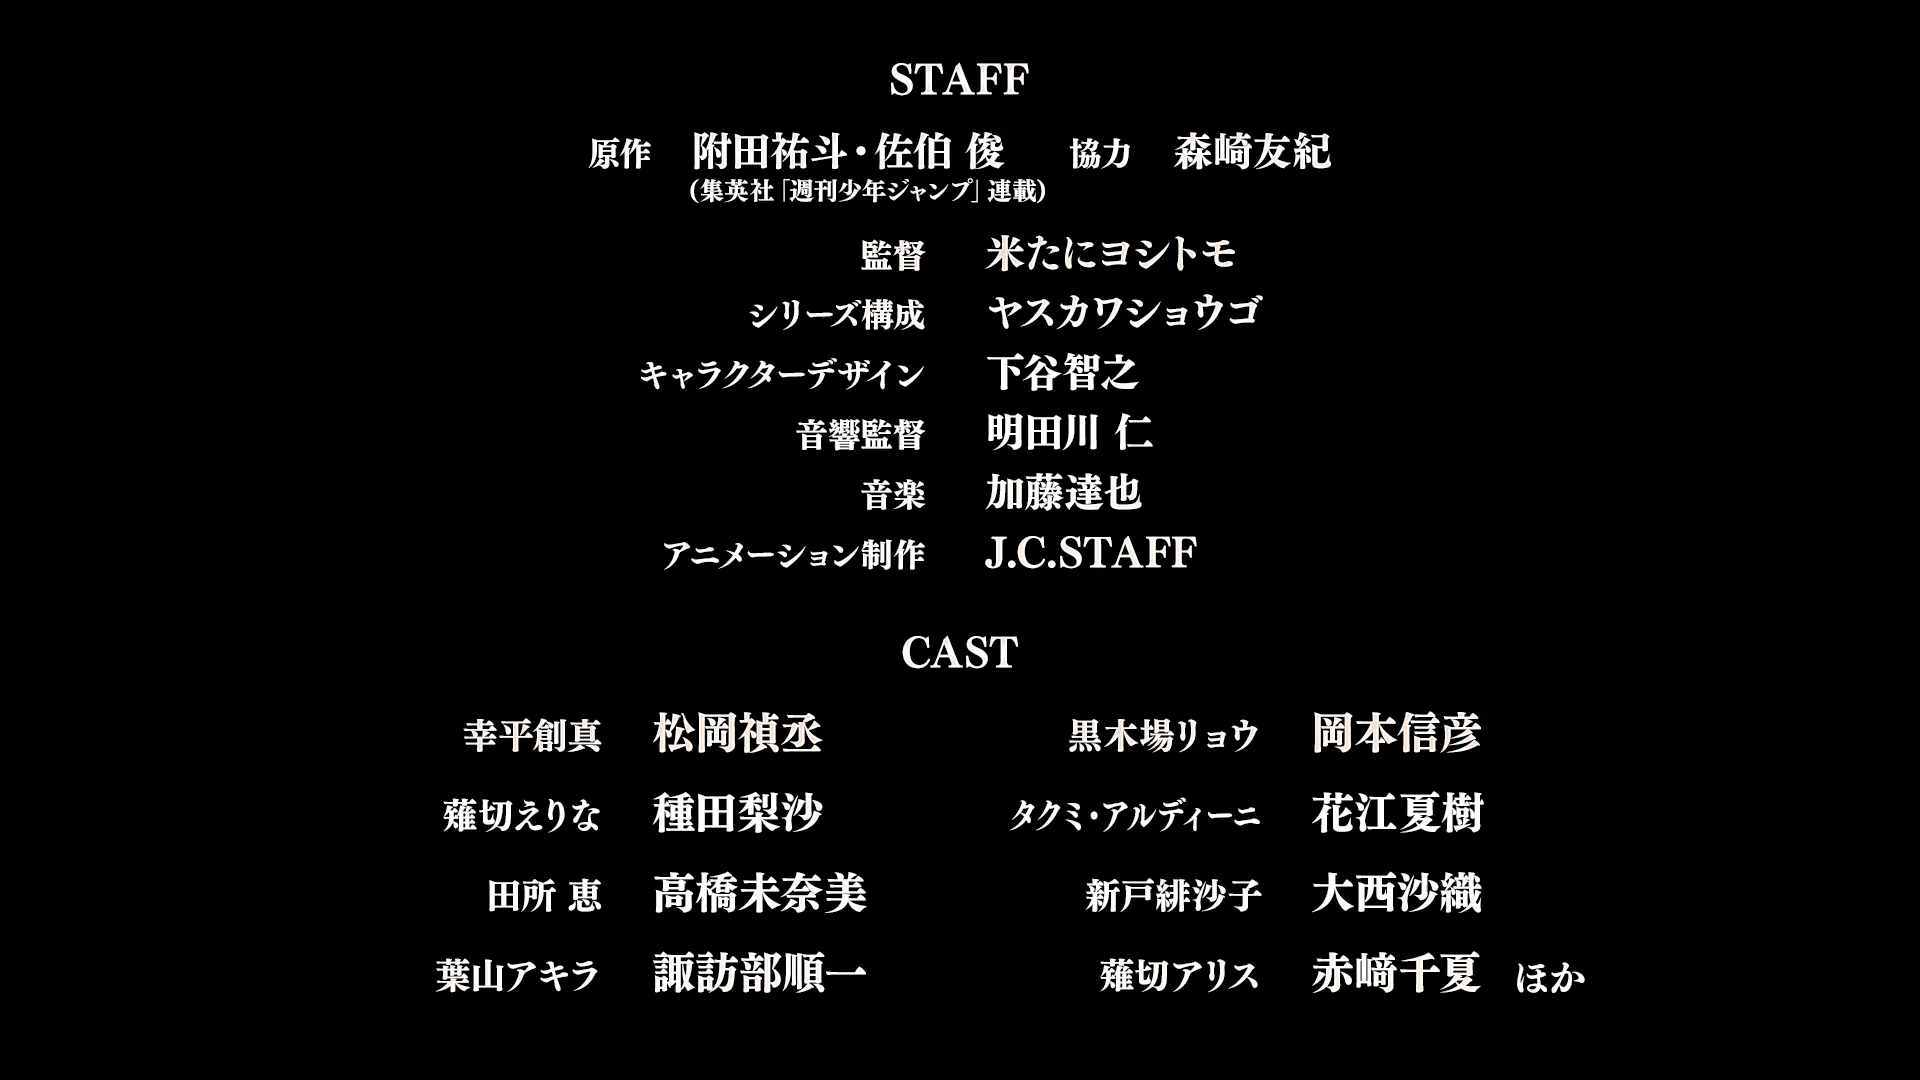 STAFF
原作 附田祐斗・佐伯 俊 協力 森崎友紀
(集英社「週刊少年ジャンプ」連載)
監督 米たにヨシトモ
シリーズ構成 ヤスカワショウゴ
キャラクターデザイン 下谷智之
音響監督 明田川 仁
音楽 加藤達也
アニメーション制作 J.C.STAFF
CAST
幸平創真 松岡禎丞 黒木場リョウ 岡本信彦
薙切えりな 種田梨沙 タクミ・アルディーニ 花江夏樹
田所 恵 高橋未奈美 新戸緋沙子 大西沙織
葉山アキラ 諏訪部順一 薙切アリス 赤﨑千夏 ほか